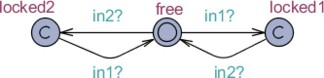 locked2
free
locked1
in2?
in1?
C
C
in1?
in2?